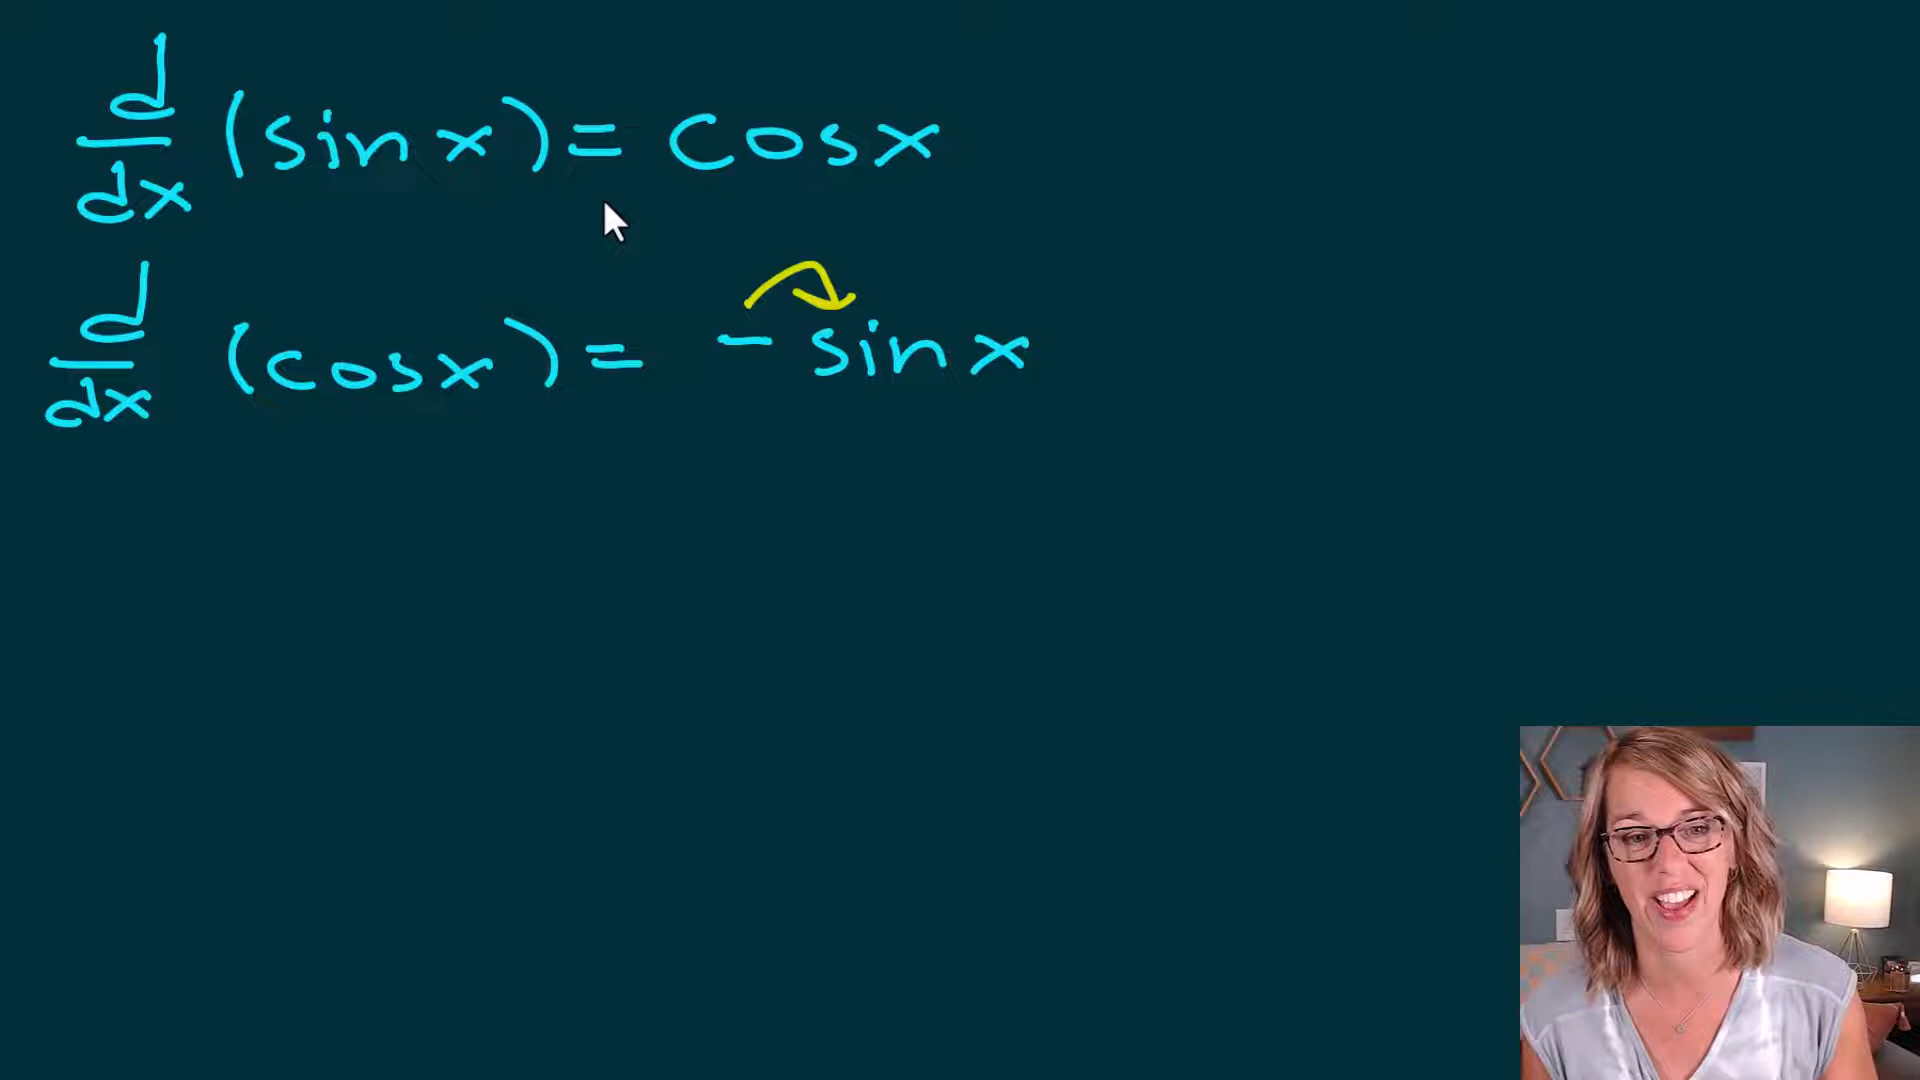 d/dx (sin x) = cos x
d/dx (cos x) = - sin x